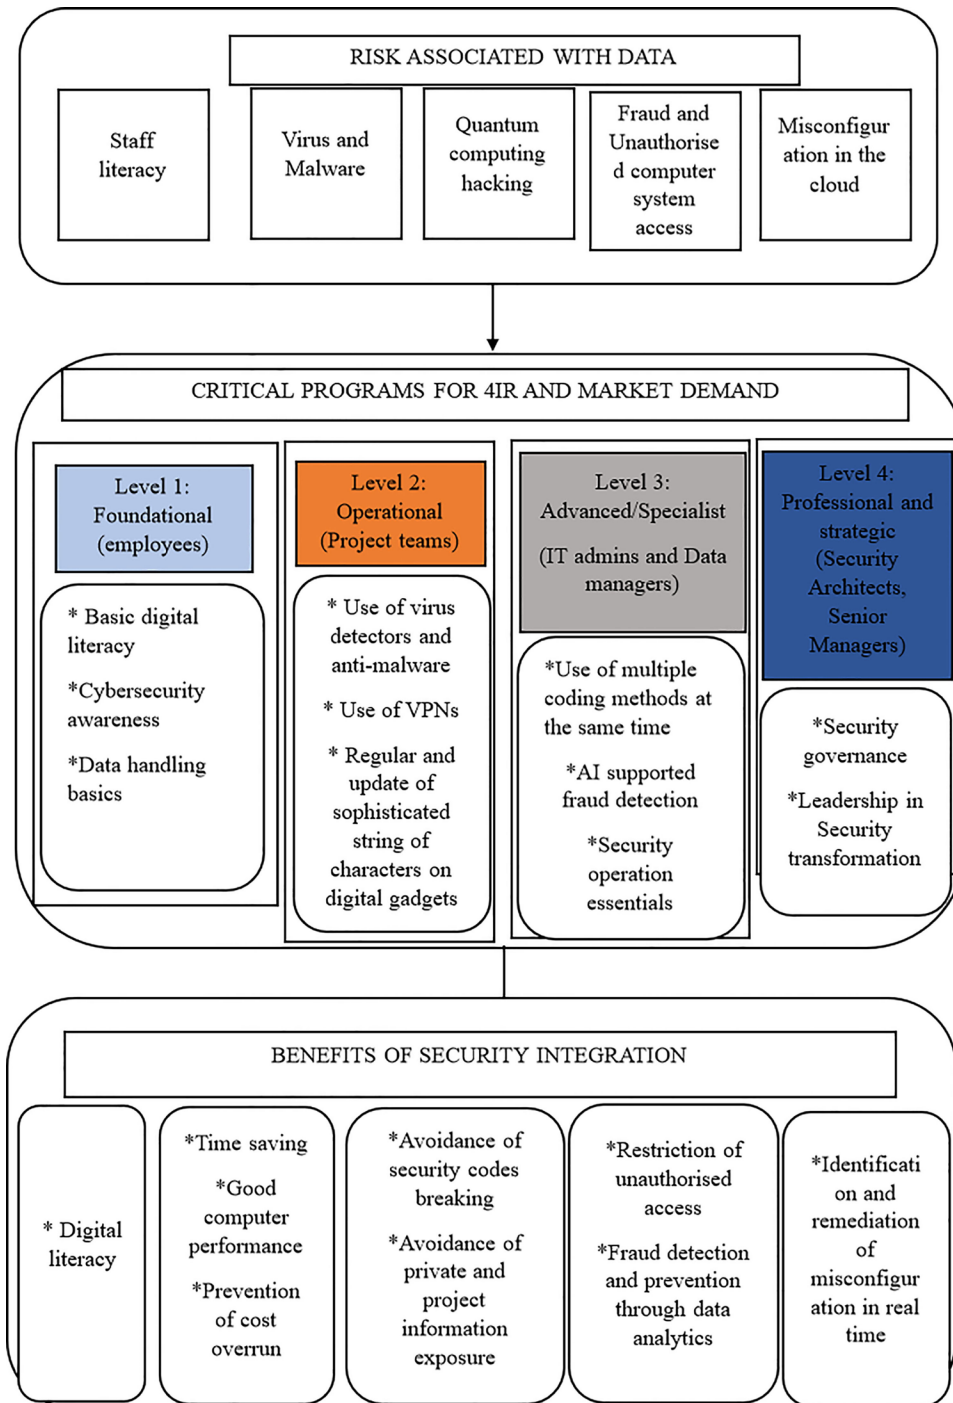 RISK ASSOCIATED WITH DATA
Staff
literacy
Virus and
Malware
Quantum
computing
hacking
Fraud and
Unauthorise
d computer
system
access
Misconfigur
ation in the
cloud
CRITICAL PROGRAMS FOR 4IR AND MARKET DEMAND
Level 1:
Foundational
(employees)
* Basic digital
literacy
*Cybersecurity
awareness
*Data handling
basics
Level 2:
Operational
(Project teams)
* Use of virus
detectors and
anti-malware
* Use of VPNs
* Regular and
update of
sophisticated
string of
characters on
digital gadgets
Level 3:
Advanced/Specialist
(IT admins and Data
managers)
*Use of multiple
coding methods at
the same time
*AI supported
fraud detection
*Security
operation
essentials
Level 4:
Professional and
strategic
(Security
Architects,
Senior
Managers)
*Security
governance
*Leadership in
Security
transformation
BENEFITS OF SECURITY INTEGRATION
* Digital
literacy
*Time saving
*Good
computer
performance
*Prevention
of cost
overrun
*Avoidance of
security codes
breaking
*Avoidance of
private and
project
information
exposure
*Restriction of
unauthorised
access
*Fraud detection
and prevention
through data
analytics
*Identificati
on and
remediation
of
misconfigur
ation in real
time